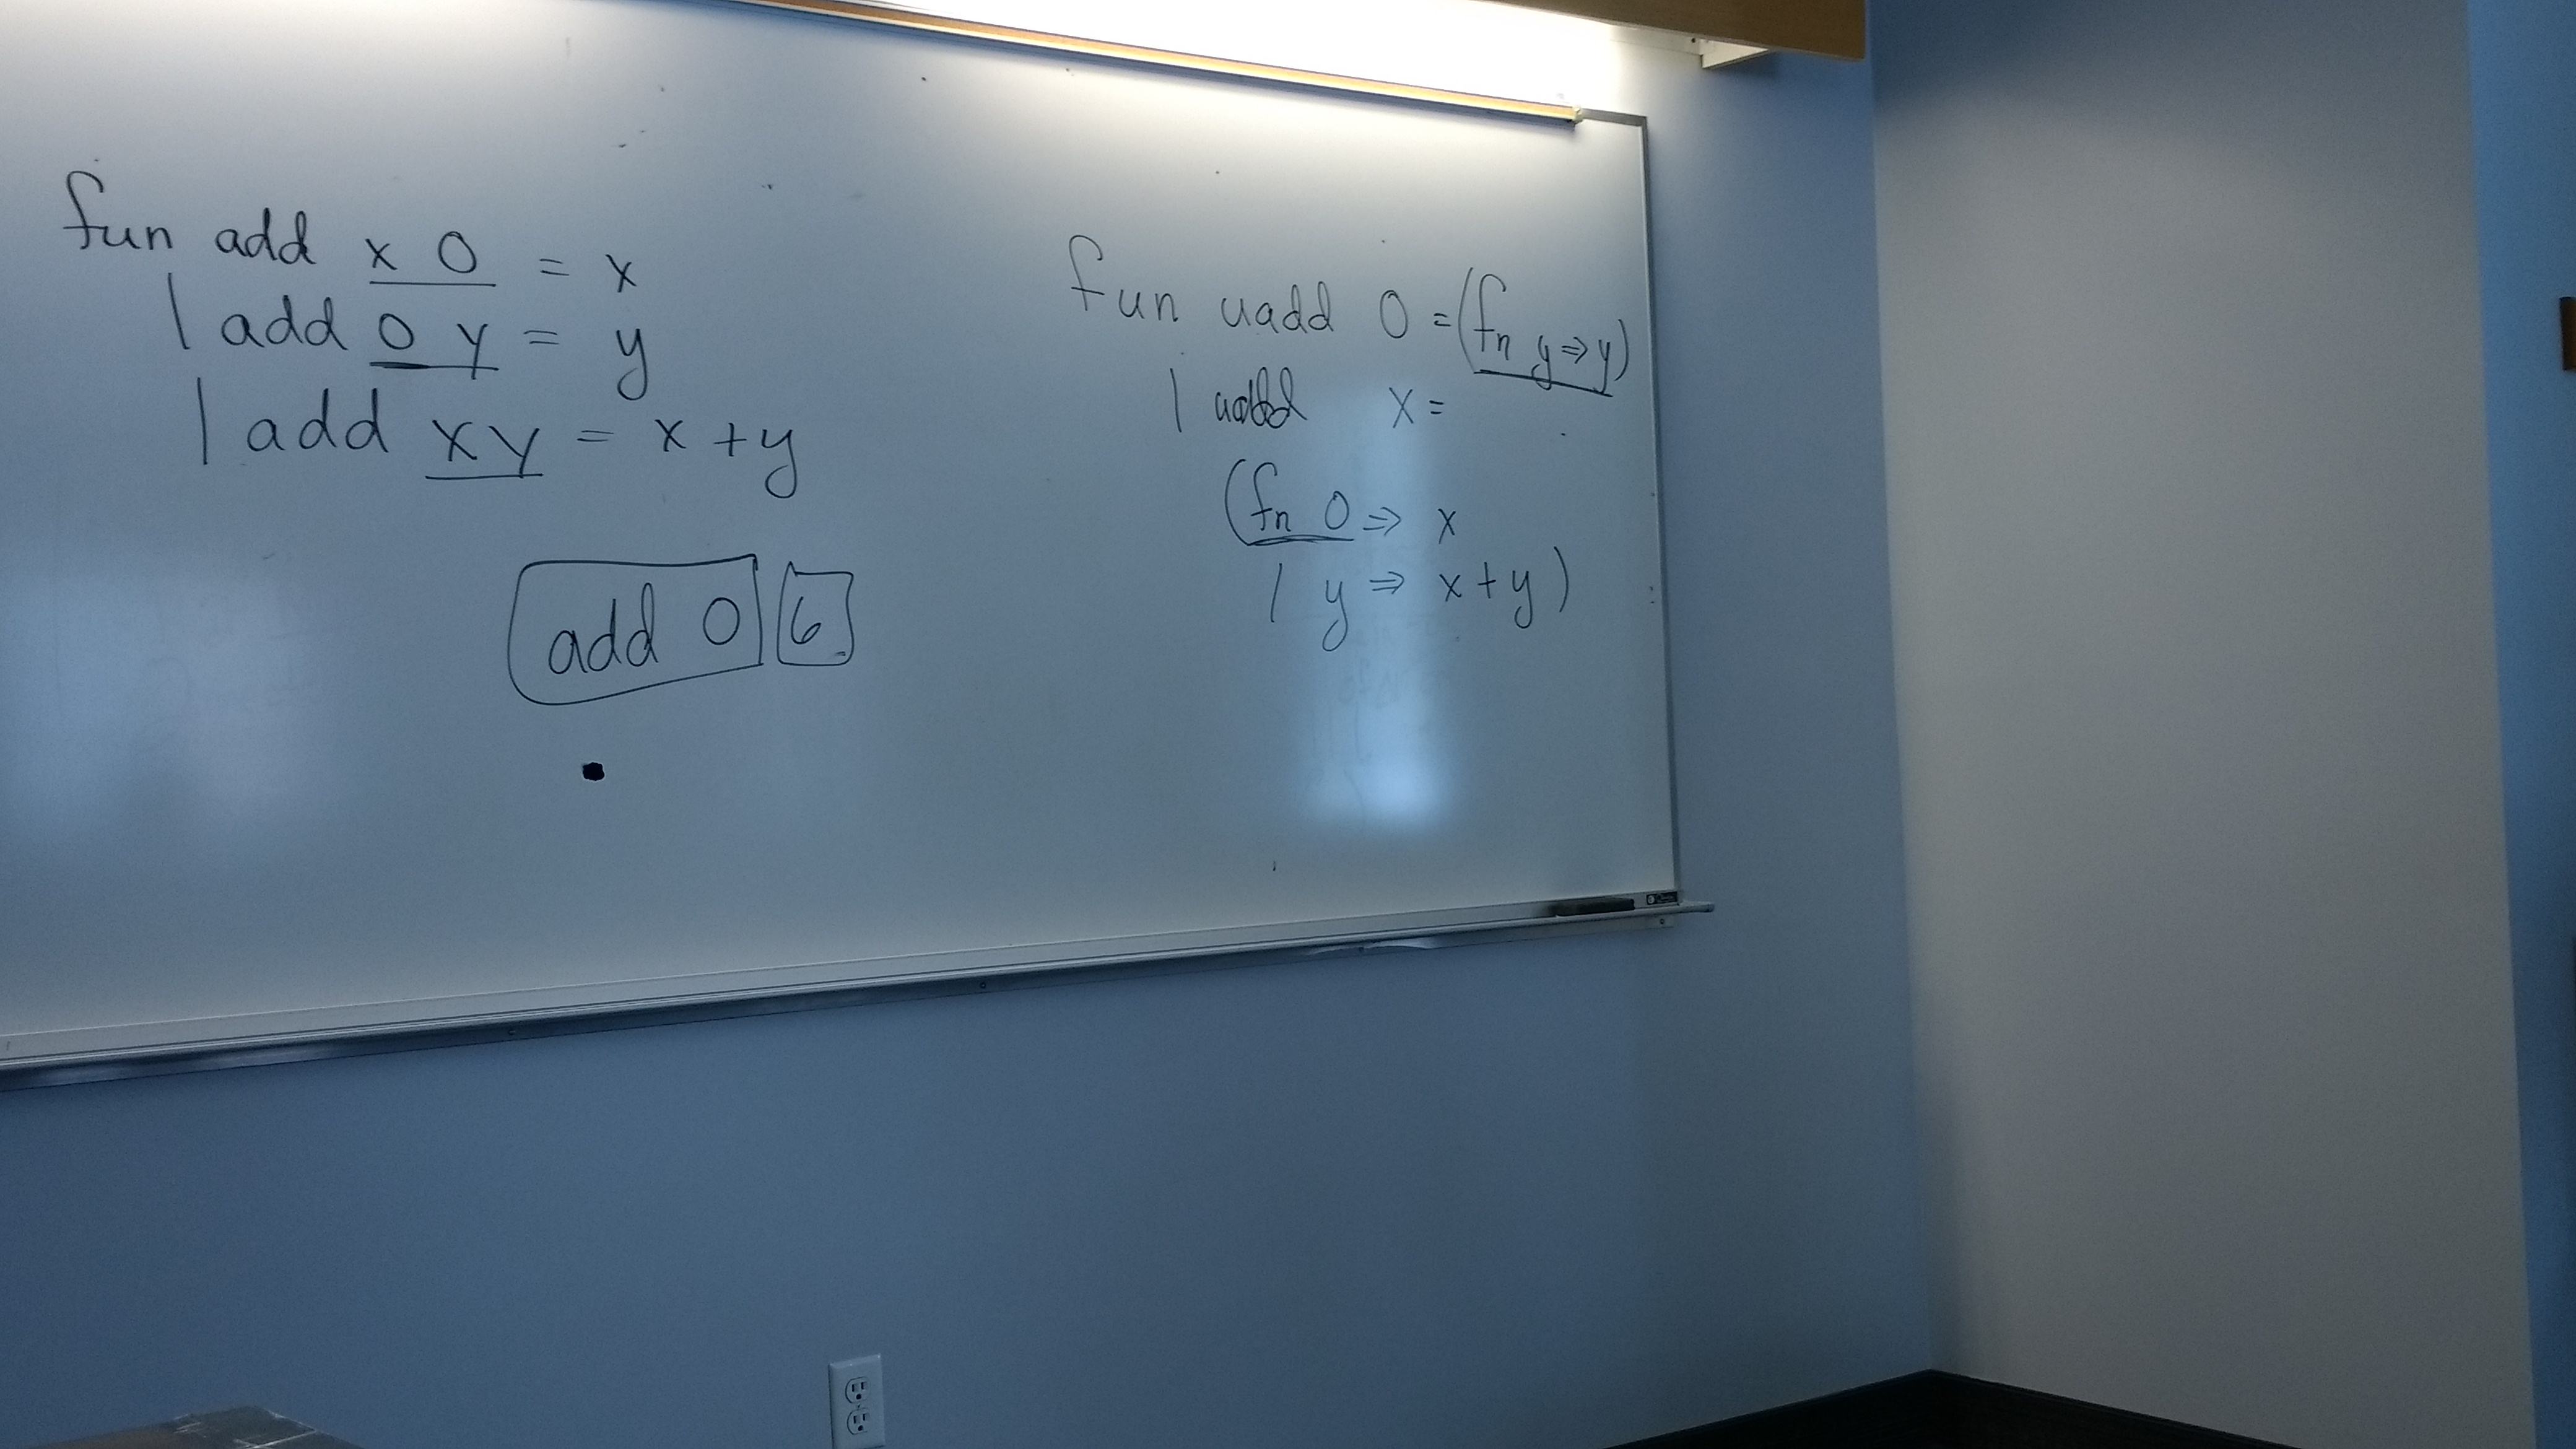 fun add x 0 = x
| add 0 y = y
| add x y = x + y
add 0 6
fun uadd 0 = (fn y ⇒ y)
| uadd x =
(fn 0 ⇒ x
| y ⇒ x + y)